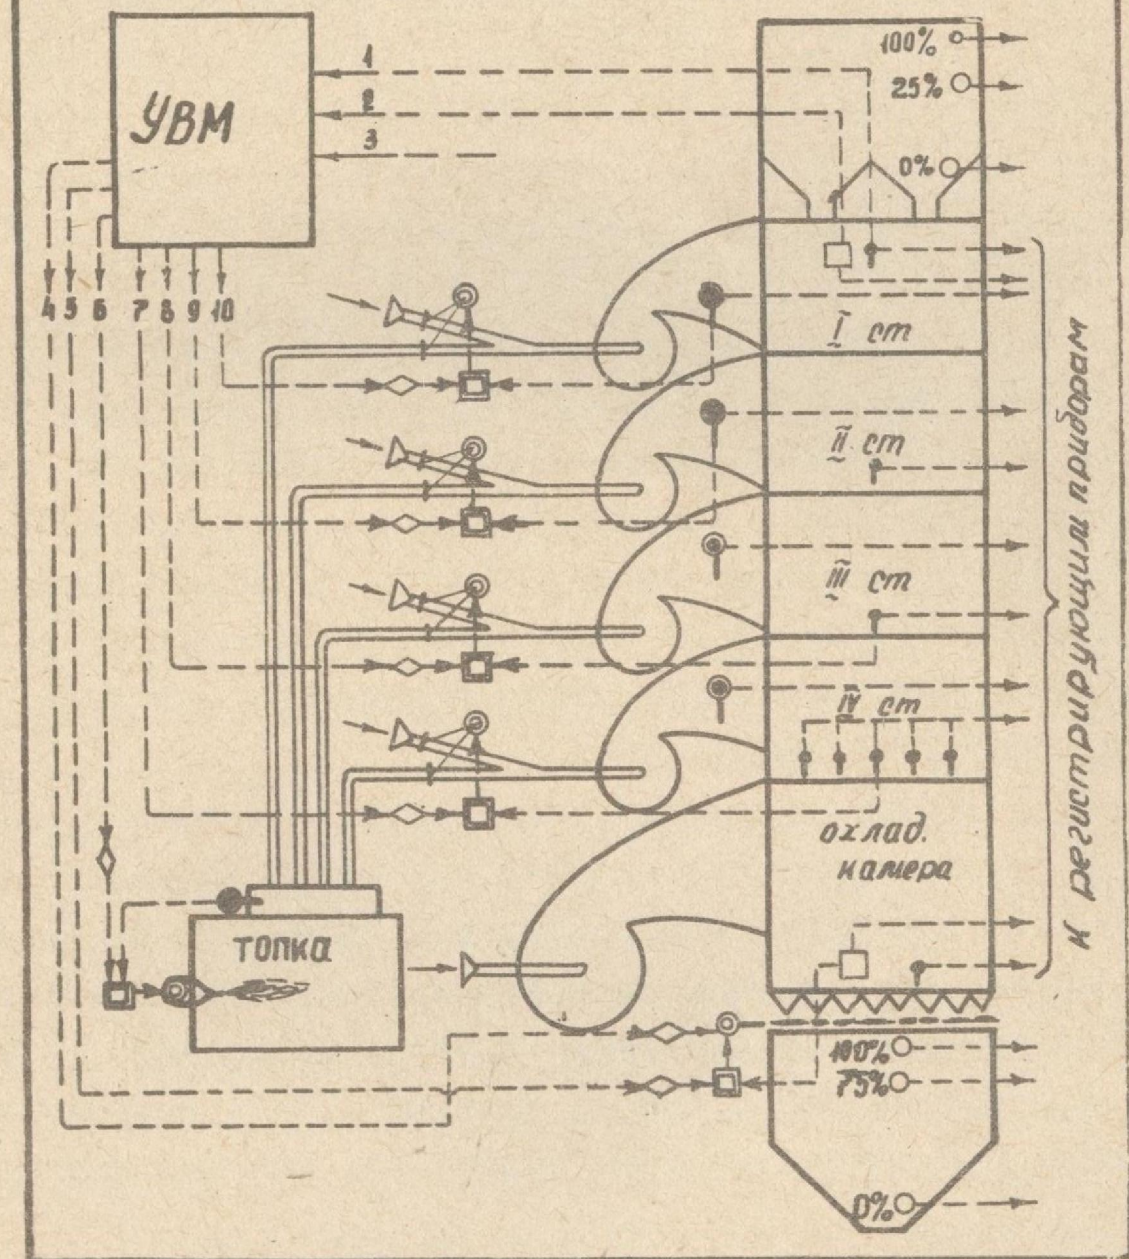 УВМ
1
2
3
4 5 6 7 8 9 10
100%
25%
0%
I ст
II ст
III ст
IV ст
охлад.
камера
топка
100%
75%
0%
К регистрирующим приборам